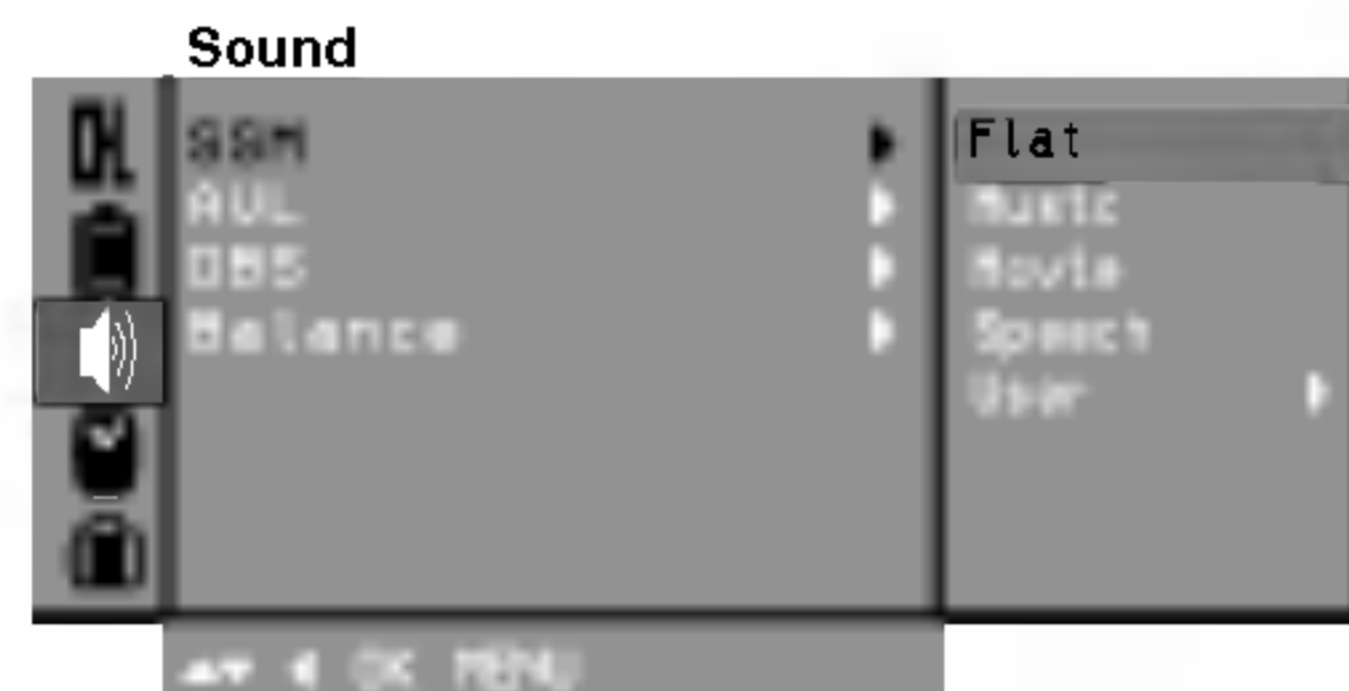 Sound
SSM
AVL
DBS
Balance
Flat
Music
Movie
Speech
User
OK MENU